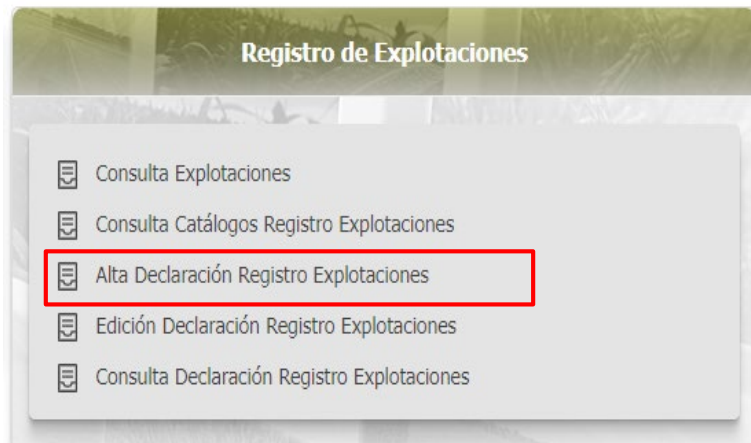 Registro de Explotaciones
Consulta Explotaciones
Consulta Catálogos Registro Explotaciones
Alta Declaración Registro Explotaciones
Edición Declaración Registro Explotaciones
Consulta Declaración Registro Explotaciones